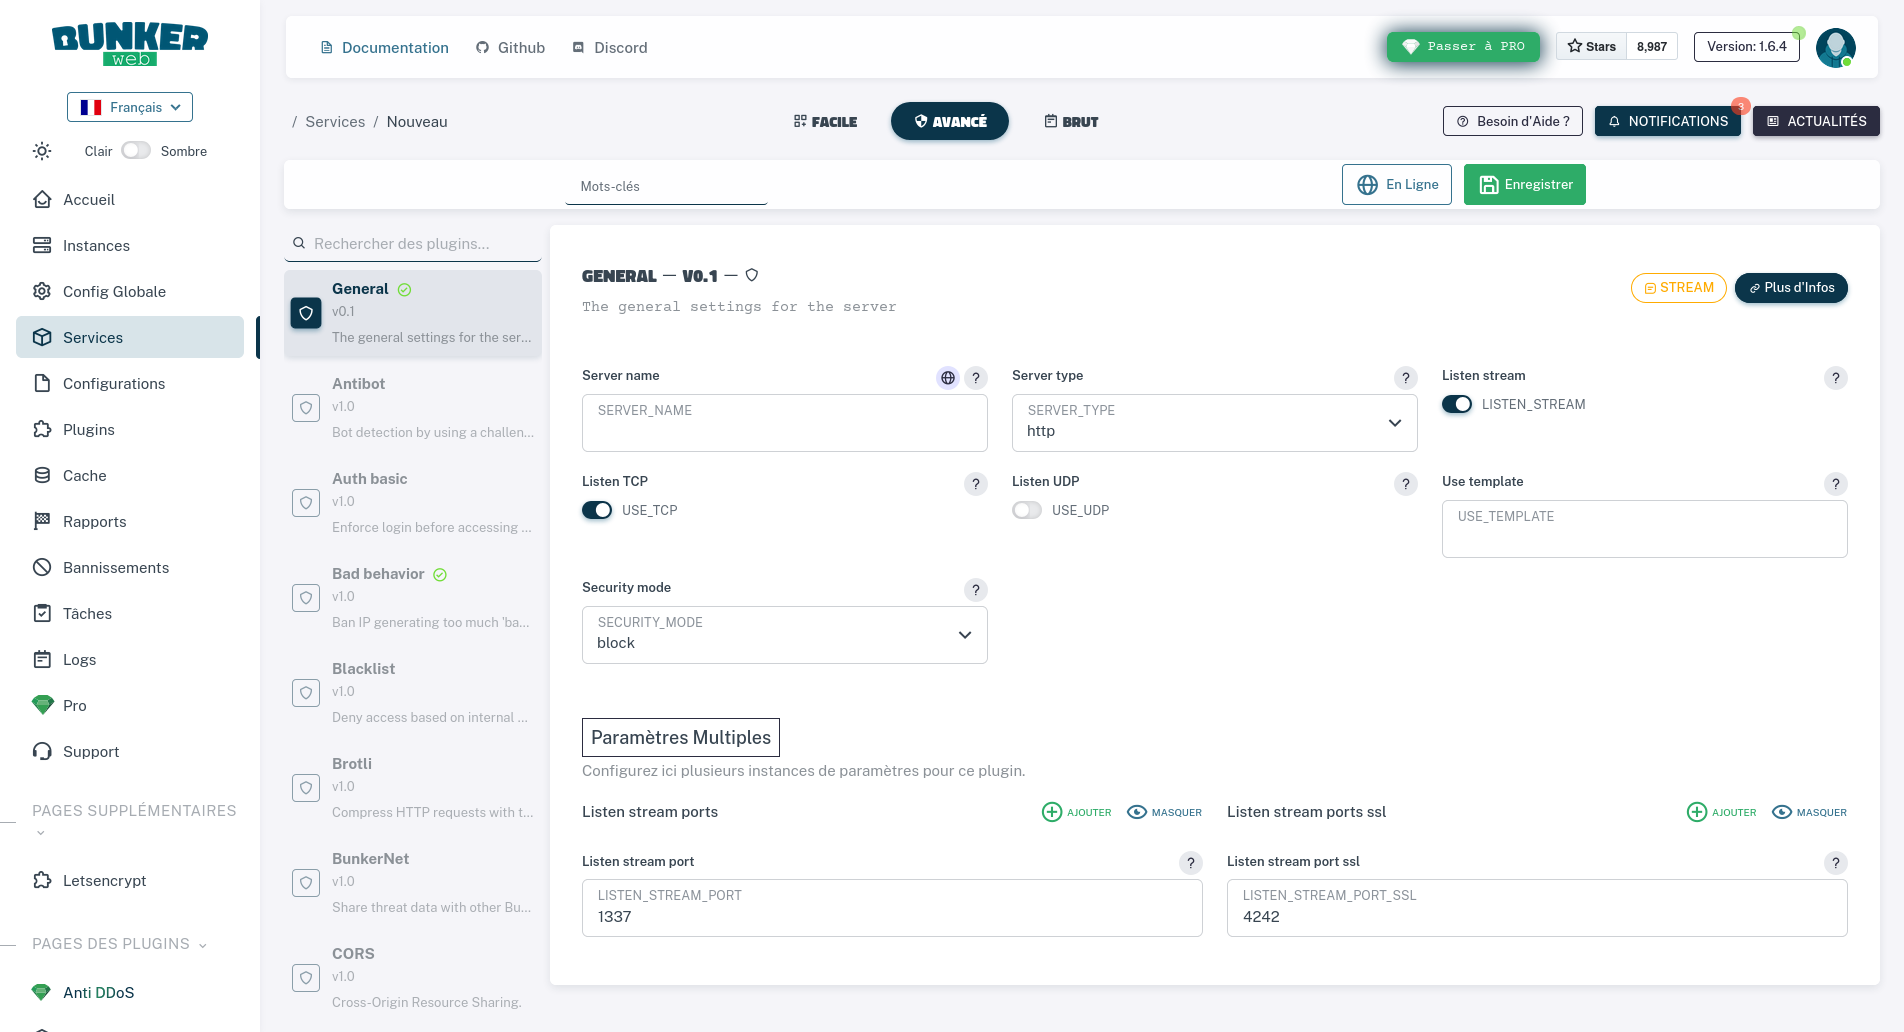 BUNKER
web
Français
Clair
Sombre
Accueil
Instances
Config Globale
Services
Configurations
Plugins
Cache
Rapports
Bannissements
Tâches
Logs
Pro
Support
PAGES SUPPLÉMENTAIRES
Letsencrypt
PAGES DES PLUGINS
Anti DDoS
Documentation
Github
Discord
Passer à PRO
Stars
8,987
Version: 1.6.4
/ Services / Nouveau
FACILE
AVANCÉ
BRUT
Besoin d'Aide ?
NOTIFICATIONS
3
ACTUALITÉS
Mots-clés
En Ligne
Enregistrer
Rechercher des plugins...
General
v0.1
The general settings for the ser...
Antibot
v1.0
Bot detection by using a challen...
Auth basic
v1.0
Enforce login before accessing ...
Bad behavior
v1.0
Ban IP generating too much 'ba...
Blacklist
v1.0
Deny access based on internal ...
Brotli
v1.0
Compress HTTP requests with t...
BunkerNet
v1.0
Share threat data with other Bu...
CORS
v1.0
Cross-Origin Resource Sharing.
GENERAL — V0.1 —
The general settings for the server
STREAM
Plus d'Infos
Server name
?
SERVER_NAME
Server type
?
SERVER_TYPE
http
Listen stream
?
LISTEN_STREAM
Listen TCP
?
USE_TCP
Listen UDP
?
USE_UDP
Use template
?
USE_TEMPLATE
Security mode
?
SECURITY_MODE
block
Paramètres Multiples
Configurez ici plusieurs instances de paramètres pour ce plugin.
Listen stream ports
AJOUTER
MASQUER
Listen stream port
?
LISTEN_STREAM_PORT
1337
Listen stream ports ssl
AJOUTER
MASQUER
Listen stream port ssl
?
LISTEN_STREAM_PORT_SSL
4242